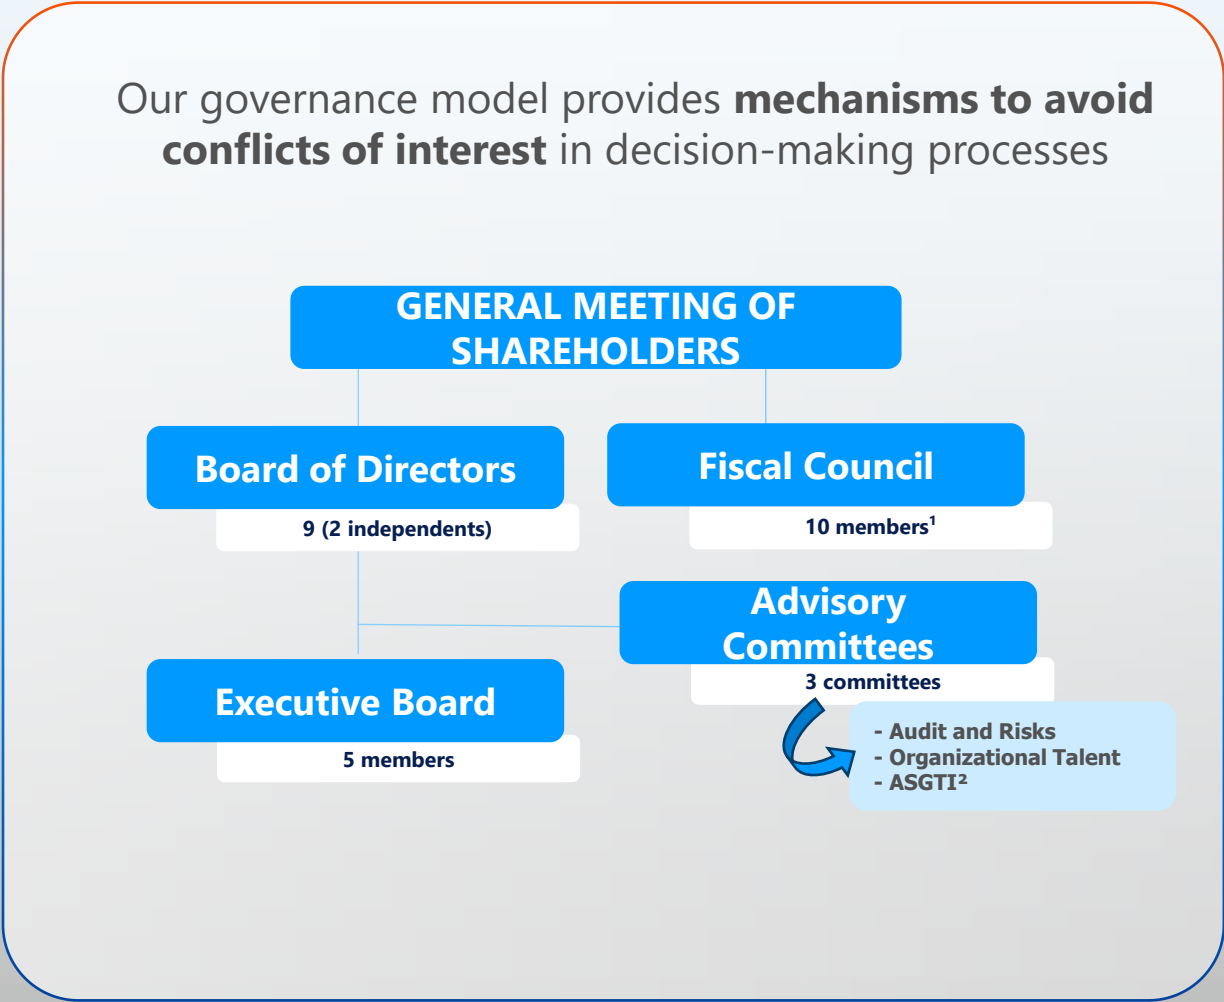 Our governance model provides mechanisms to avoid
conflicts of interest in decision-making processes
GENERAL MEETING OF
SHAREHOLDERS
Board of Directors
9 (2 independents)
Fiscal Council
10 members¹
Advisory
Committees
3 committees
- Audit and Risks
- Organizational Talent
- ASGTI²
Executive Board
5 members